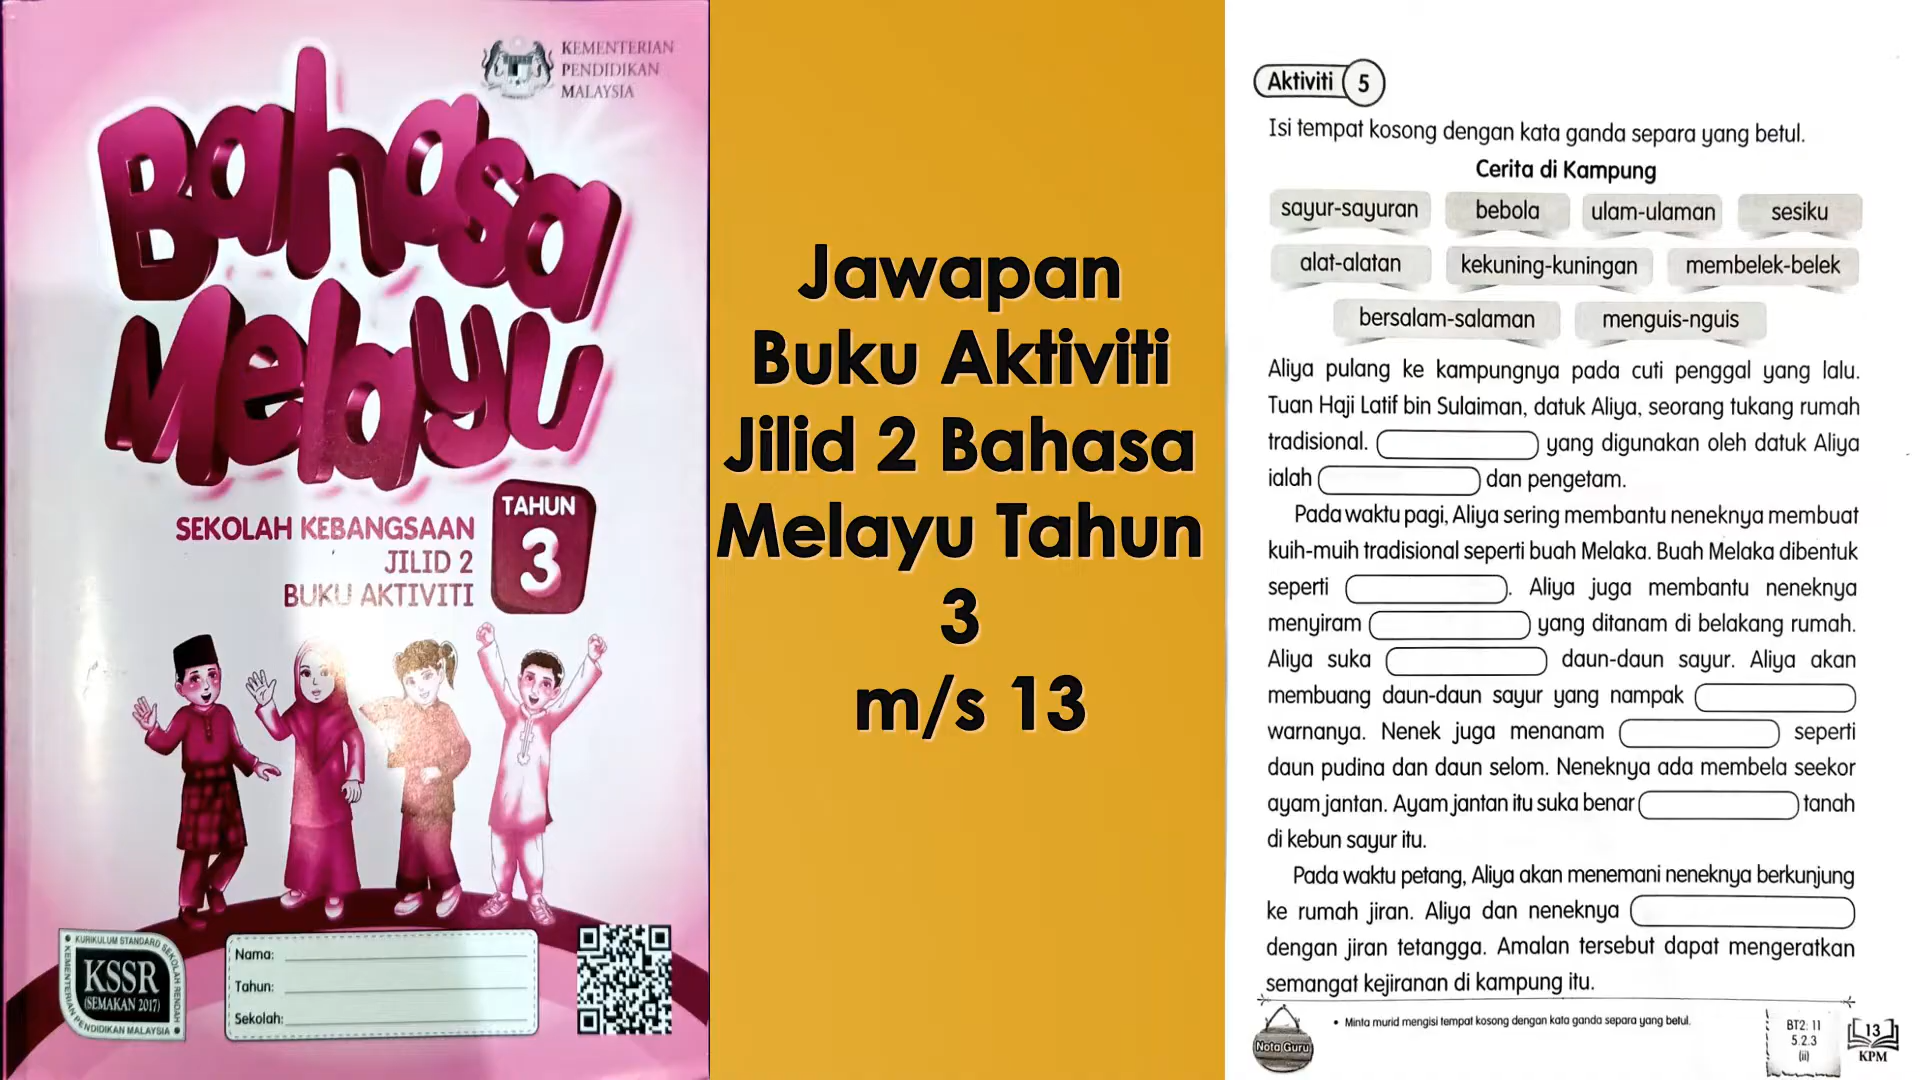 KEMENTERIAN
PENDIDIKAN
MALAYSIA
Bahasa
Melayu
TAHUN
3
SEKOLAH KEBANGSAAN
JILID 2
BUKU AKTIVITI
KURIKULUM STANDARD SEKOLAH RENDAH
KSSR
(SEMAKAN 2017)
KEMENTERIAN PENDIDIKAN MALAYSIA
Nama:
Tahun:
Sekolah:
Jawapan
Buku Aktiviti
Jilid 2 Bahasa
Melayu Tahun
3
m/s 13
Aktiviti 5
Isi tempat kosong dengan kata ganda separa yang betul.
Cerita di Kampung
sayur-sayuran bebola ulam-ulaman sesiku
alat-alatan kekuning-kuningan membelek-belek
bersalam-salaman menguis-nguis
Aliya pulang ke kampungnya pada cuti penggal yang lalu.
Tuan Haji Latif bin Sulaiman, datuk Aliya, seorang tukang rumah
tradisional. yang digunakan oleh datuk Aliya
ialah dan pengetam.
Pada waktu pagi, Aliya sering membantu neneknya membuat
kuih-muih tradisional seperti buah Melaka. Buah Melaka dibentuk
seperti . Aliya juga membantu neneknya
menyiram yang ditanam di belakang rumah.
Aliya suka daun-daun sayur. Aliya akan
membuang daun-daun sayur yang nampak
warnanya. Nenek juga menanam seperti
daun pudina dan daun selom. Neneknya ada membela seekor
ayam jantan. Ayam jantan itu suka benar tanah
di kebun sayur itu.
Pada waktu petang, Aliya akan menemani neneknya berkunjung
ke rumah jiran. Aliya dan neneknya
dengan jiran tetangga. Amalan tersebut dapat mengeratkan
semangat kejiranan di kampung itu.
Nota Guru
• Minta murid mengisi tempat kosong dengan kata ganda separa yang betul.
BT2: 11
5.2.3
(ii)
13
KPM